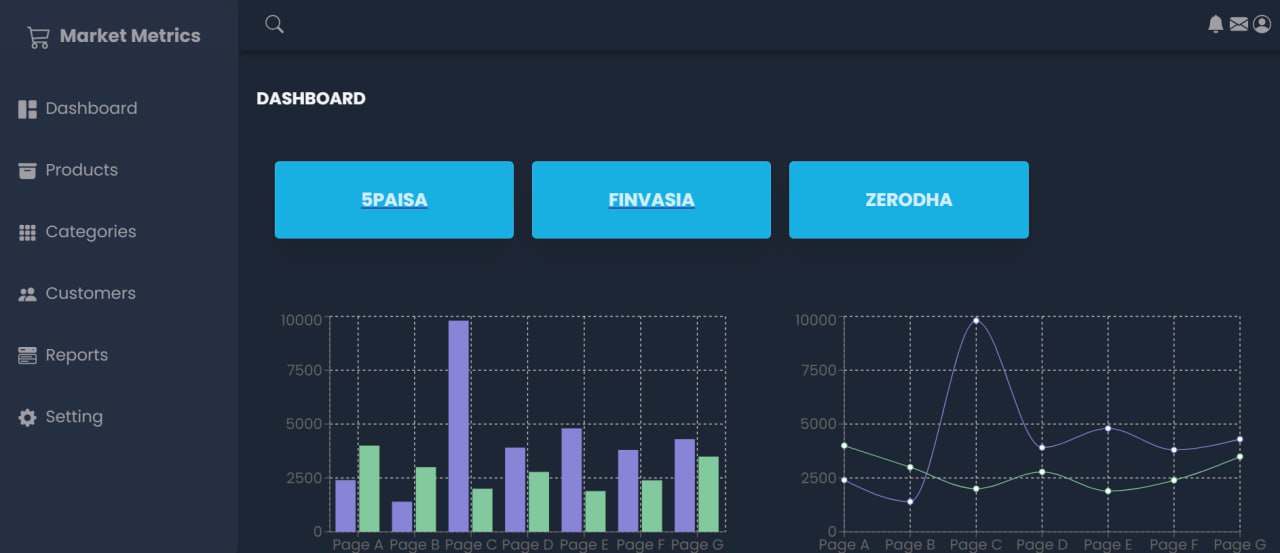 Market Metrics
Dashboard
Products
Categories
Customers
Reports
Setting
DASHBOARD
5PAISA
FINVASIA
ZERODHA
10000
7500
5000
2500
0
Page A Page B Page C Page D Page E Page F Page G
10000
7500
5000
2500
0
Page A Page B Page C Page D Page E Page F Page G